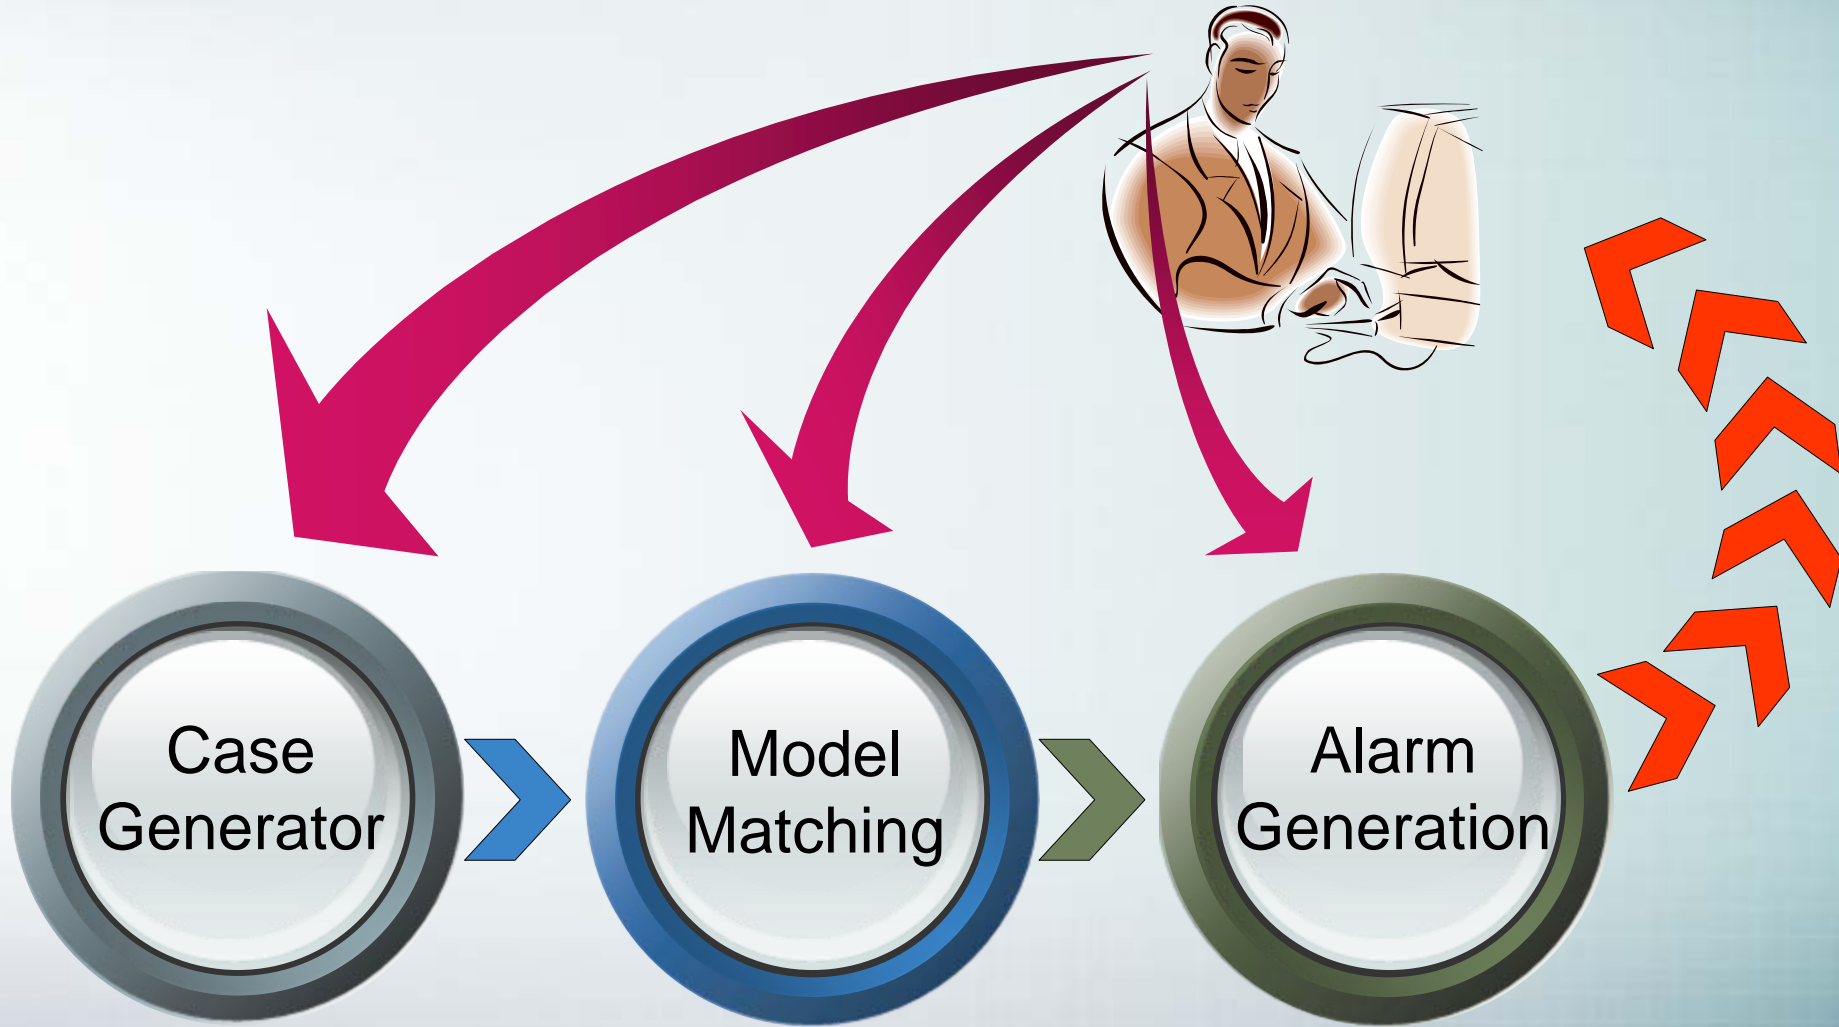 Case
Generator
Model
Matching
Alarm
Generation